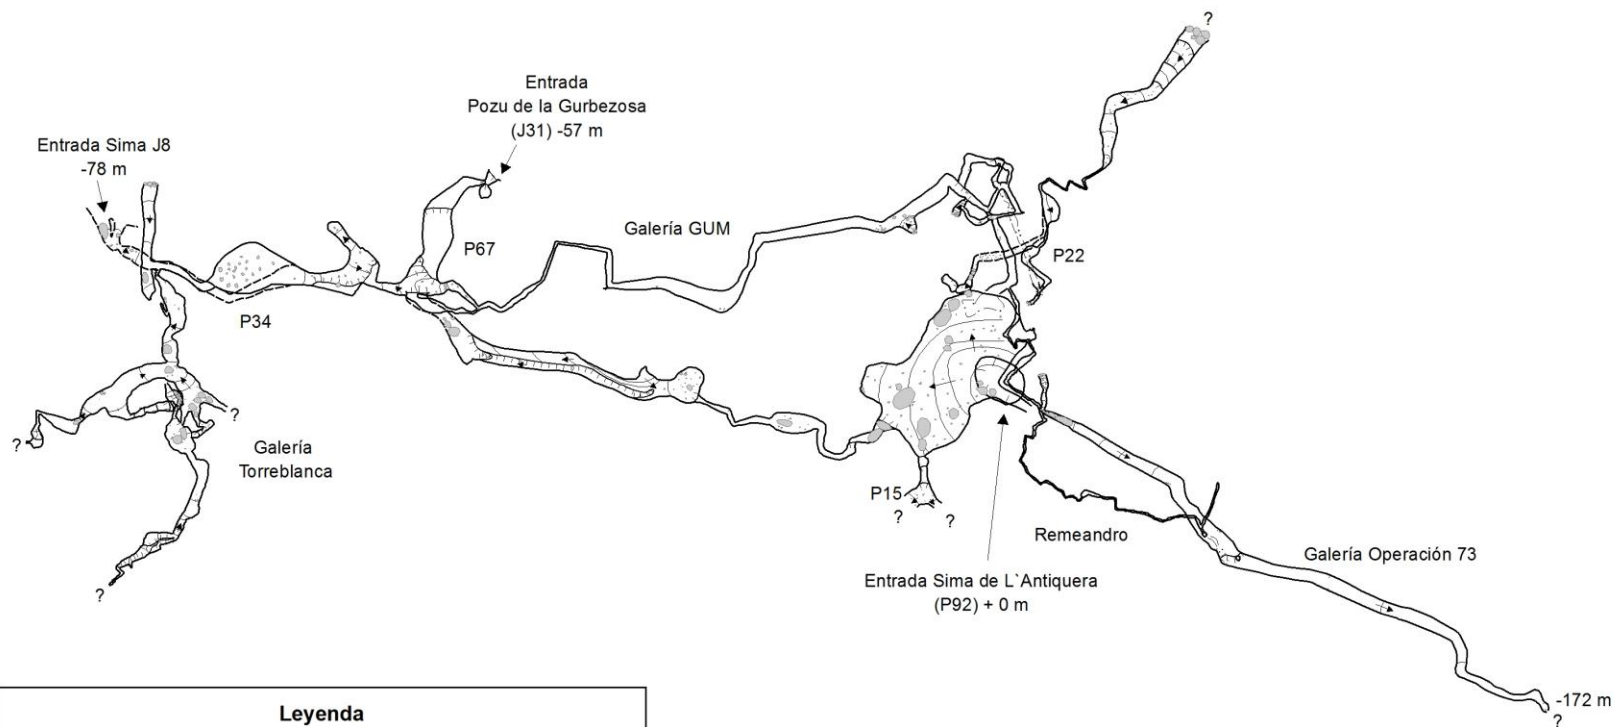 ?
Entrada
Pozu de la Gurbezosa
(J31) -57 m
Entrada Sima J8
-78 m
Galería GUM
P67
P22
P34
?
?
Galería
Torreblanca
P15
?
?
Remeandro
Galería Operación 73
Entrada Sima de L`Antiquera
(P92) + 0 m
?
-172 m
?
Leyenda